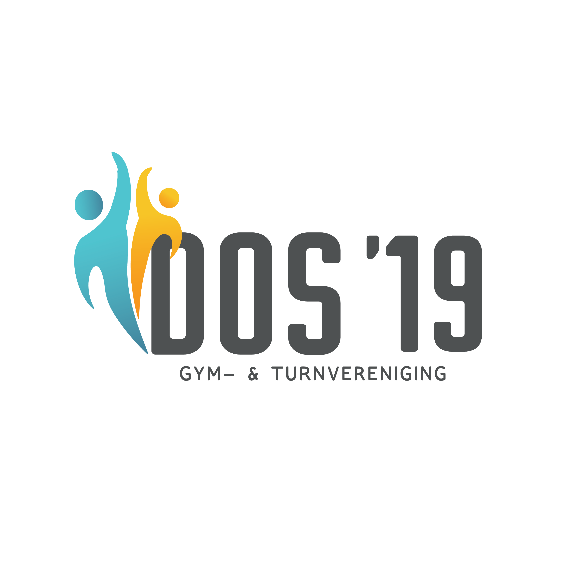 DOS '19
GYM- & TURNVERENIGING